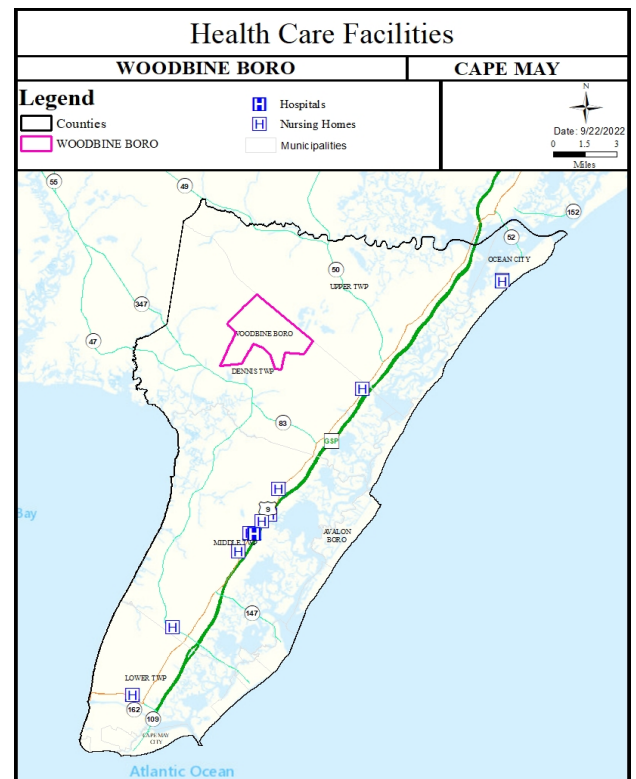 Health Care Facilities
WOODBINE BORO
CAPE MAY
Legend
Counties
WOODBINE BORO
H Hospitals
H Nursing Homes
Municipalities
N
Date: 9/22/2022
0 1.5 3
Miles
55
49
152
52
OCEAN CITY
50
UPPER TWP
H
347
WOODBINE BORO
47
DENNIS TWP
H
83
GSP
H
9
H
Bay
AVALON
BORO
H
MIDDLE TWP
H
147
H
LOWER TWP
H
162
109
CAPE MAY
CITY
Atlantic Ocean